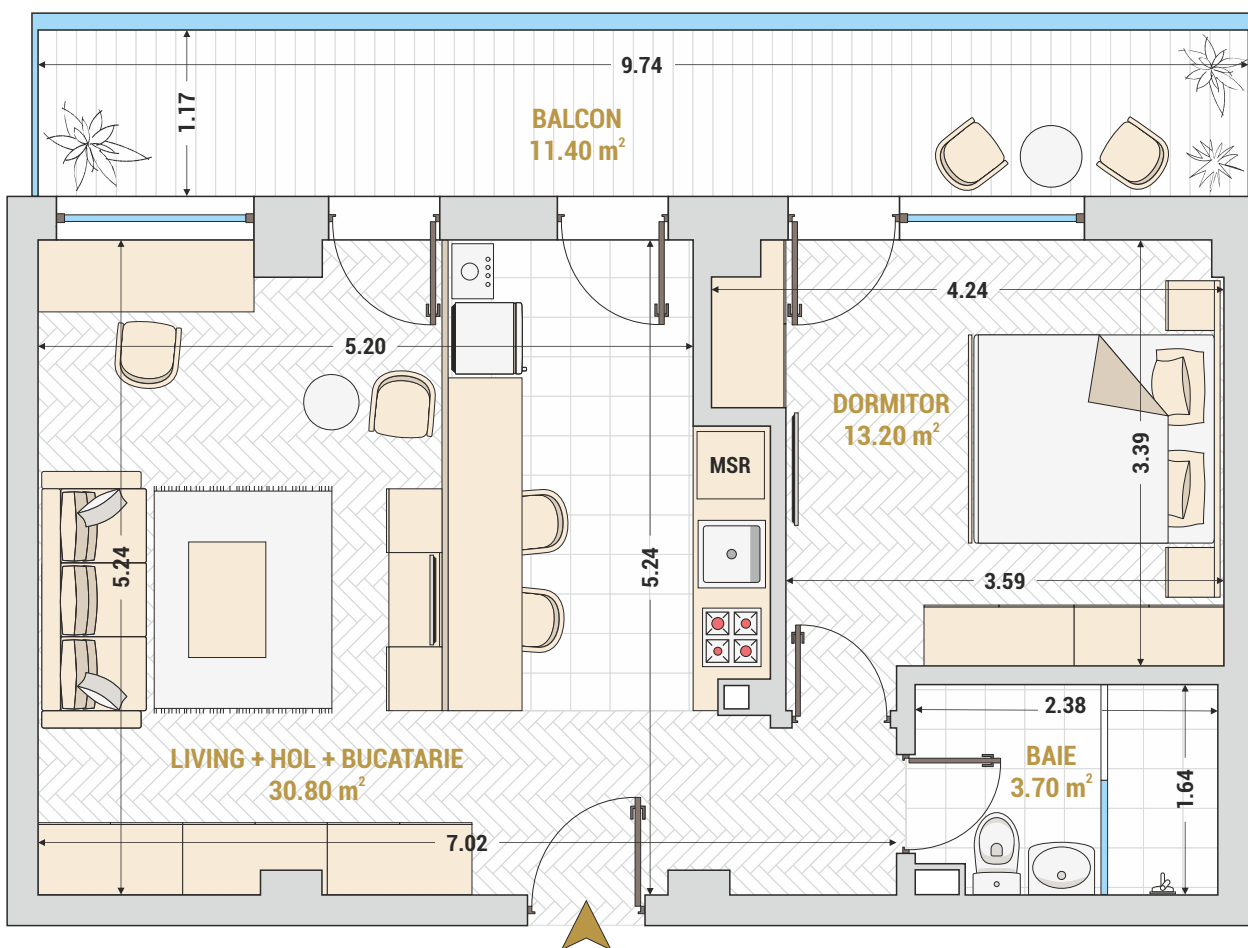 9.74
1.17
BALCON
11.40 m²
4.24
5.20
DORMITOR
13.20 m²
3.39
MSR
5.24
5.24
3.59
2.38
LIVING + HOL + BUCATARIE
30.80 m²
BAIE
3.70 m²
1.64
7.02